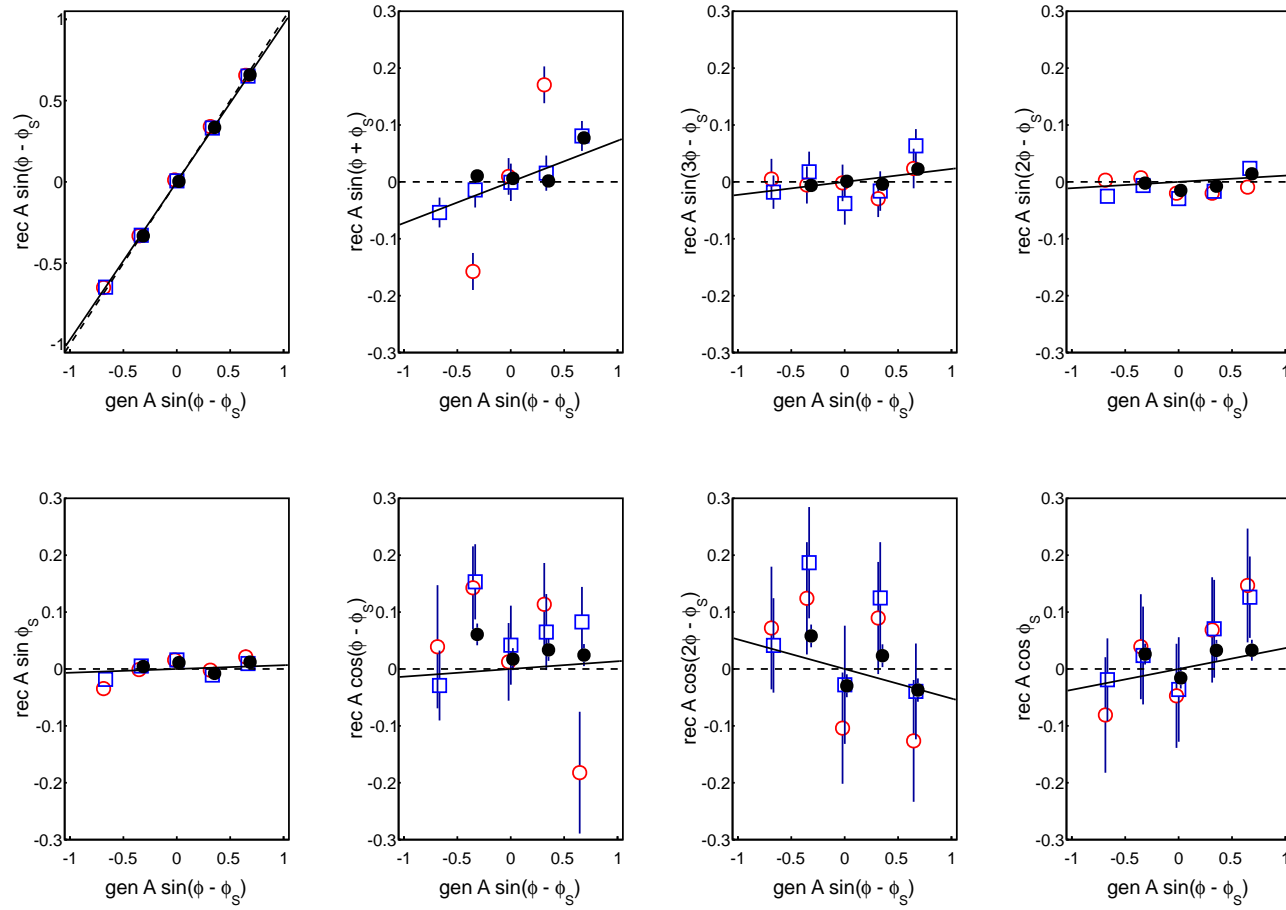 rec A sin(ϕ - ϕS)
1
0.5
0
-0.5
-1
-1 -0.5 0 0.5 1
gen A sin(ϕ - ϕS)
rec A sin(ϕ + ϕS)
0.3
0.2
0.1
0
-0.1
-0.2
-0.3
-1 -0.5 0 0.5 1
gen A sin(ϕ - ϕS)
rec A sin(3ϕ - ϕS)
0.3
0.2
0.1
0
-0.1
-0.2
-0.3
-1 -0.5 0 0.5 1
gen A sin(ϕ - ϕS)
rec A sin(2ϕ - ϕS)
0.3
0.2
0.1
0
-0.1
-0.2
-0.3
-1 -0.5 0 0.5 1
gen A sin(ϕ - ϕS)
rec A sin ϕS
0.3
0.2
0.1
0
-0.1
-0.2
-0.3
-1 -0.5 0 0.5 1
gen A sin(ϕ - ϕS)
rec A cos(ϕ - ϕS)
0.3
0.2
0.1
0
-0.1
-0.2
-0.3
-1 -0.5 0 0.5 1
gen A sin(ϕ - ϕS)
rec A cos(2ϕ - ϕS)
0.3
0.2
0.1
0
-0.1
-0.2
-0.3
-1 -0.5 0 0.5 1
gen A sin(ϕ - ϕS)
rec A cos ϕS
0.3
0.2
0.1
0
-0.1
-0.2
-0.3
-1 -0.5 0 0.5 1
gen A sin(ϕ - ϕS)